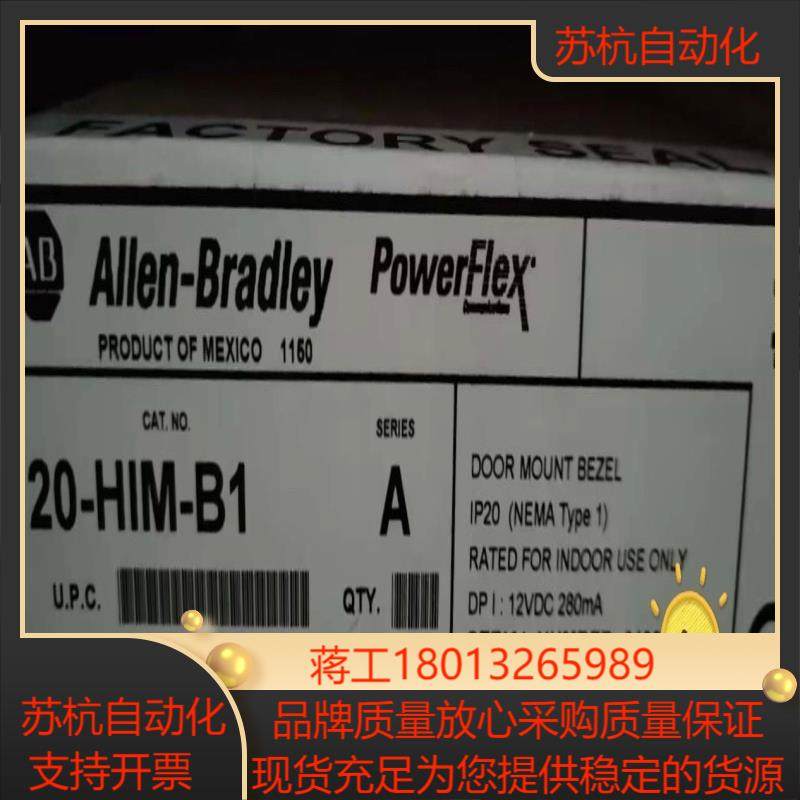 苏杭自动化
FACTORY SEAL
AB Allen-Bradley PowerFlex
PRODUCT OF MEXICO 1150
CAT. NO.
20-HIM-B1
SERIES
A
U.P.C.
QTY.
DOOR MOUNT BEZEL
IP20 (NEMA Type 1)
RATED FOR INDOOR USE ONLY
DPI: 12VDC 280mA
蒋工18013265989
苏杭自动化
支持开票
品牌质量放心采购质量保证
现货充足为您提供稳定的货源